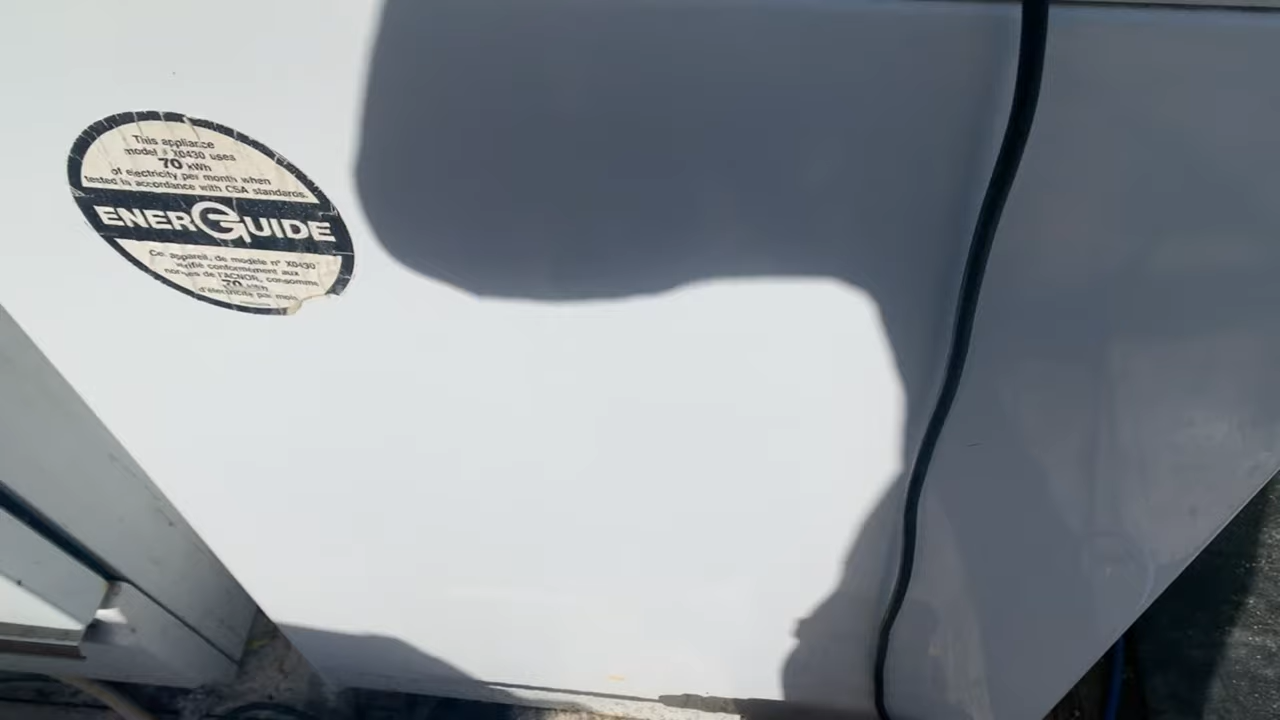 This appliance
model # X0430 uses
70 kWh
of electricity per month when
tested in accordance with CSA standards.
ENERGUIDE
Cet appareil, de modèle n° X0430
vérifié conformément aux
normes de l'ACNOR, consomme
70 kWh
d'électricité par mois